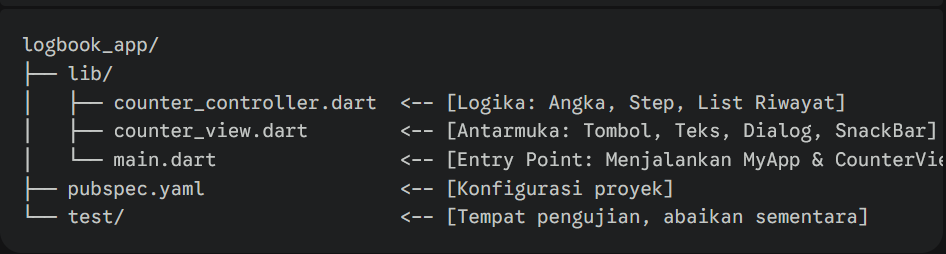 logbook_app/
├── lib/
│   ├── counter_controller.dart  <-- [Logika: Angka, Step, List Riwayat]
│   ├── counter_view.dart        <-- [Antarmuka: Tombol, Teks, Dialog, SnackBar]
│   └── main.dart                <-- [Entry Point: Menjalankan MyApp & CounterVie
├── pubspec.yaml                 <-- [Konfigurasi proyek]
└── test/                        <-- [Tempat pengujian, abaikan sementara]